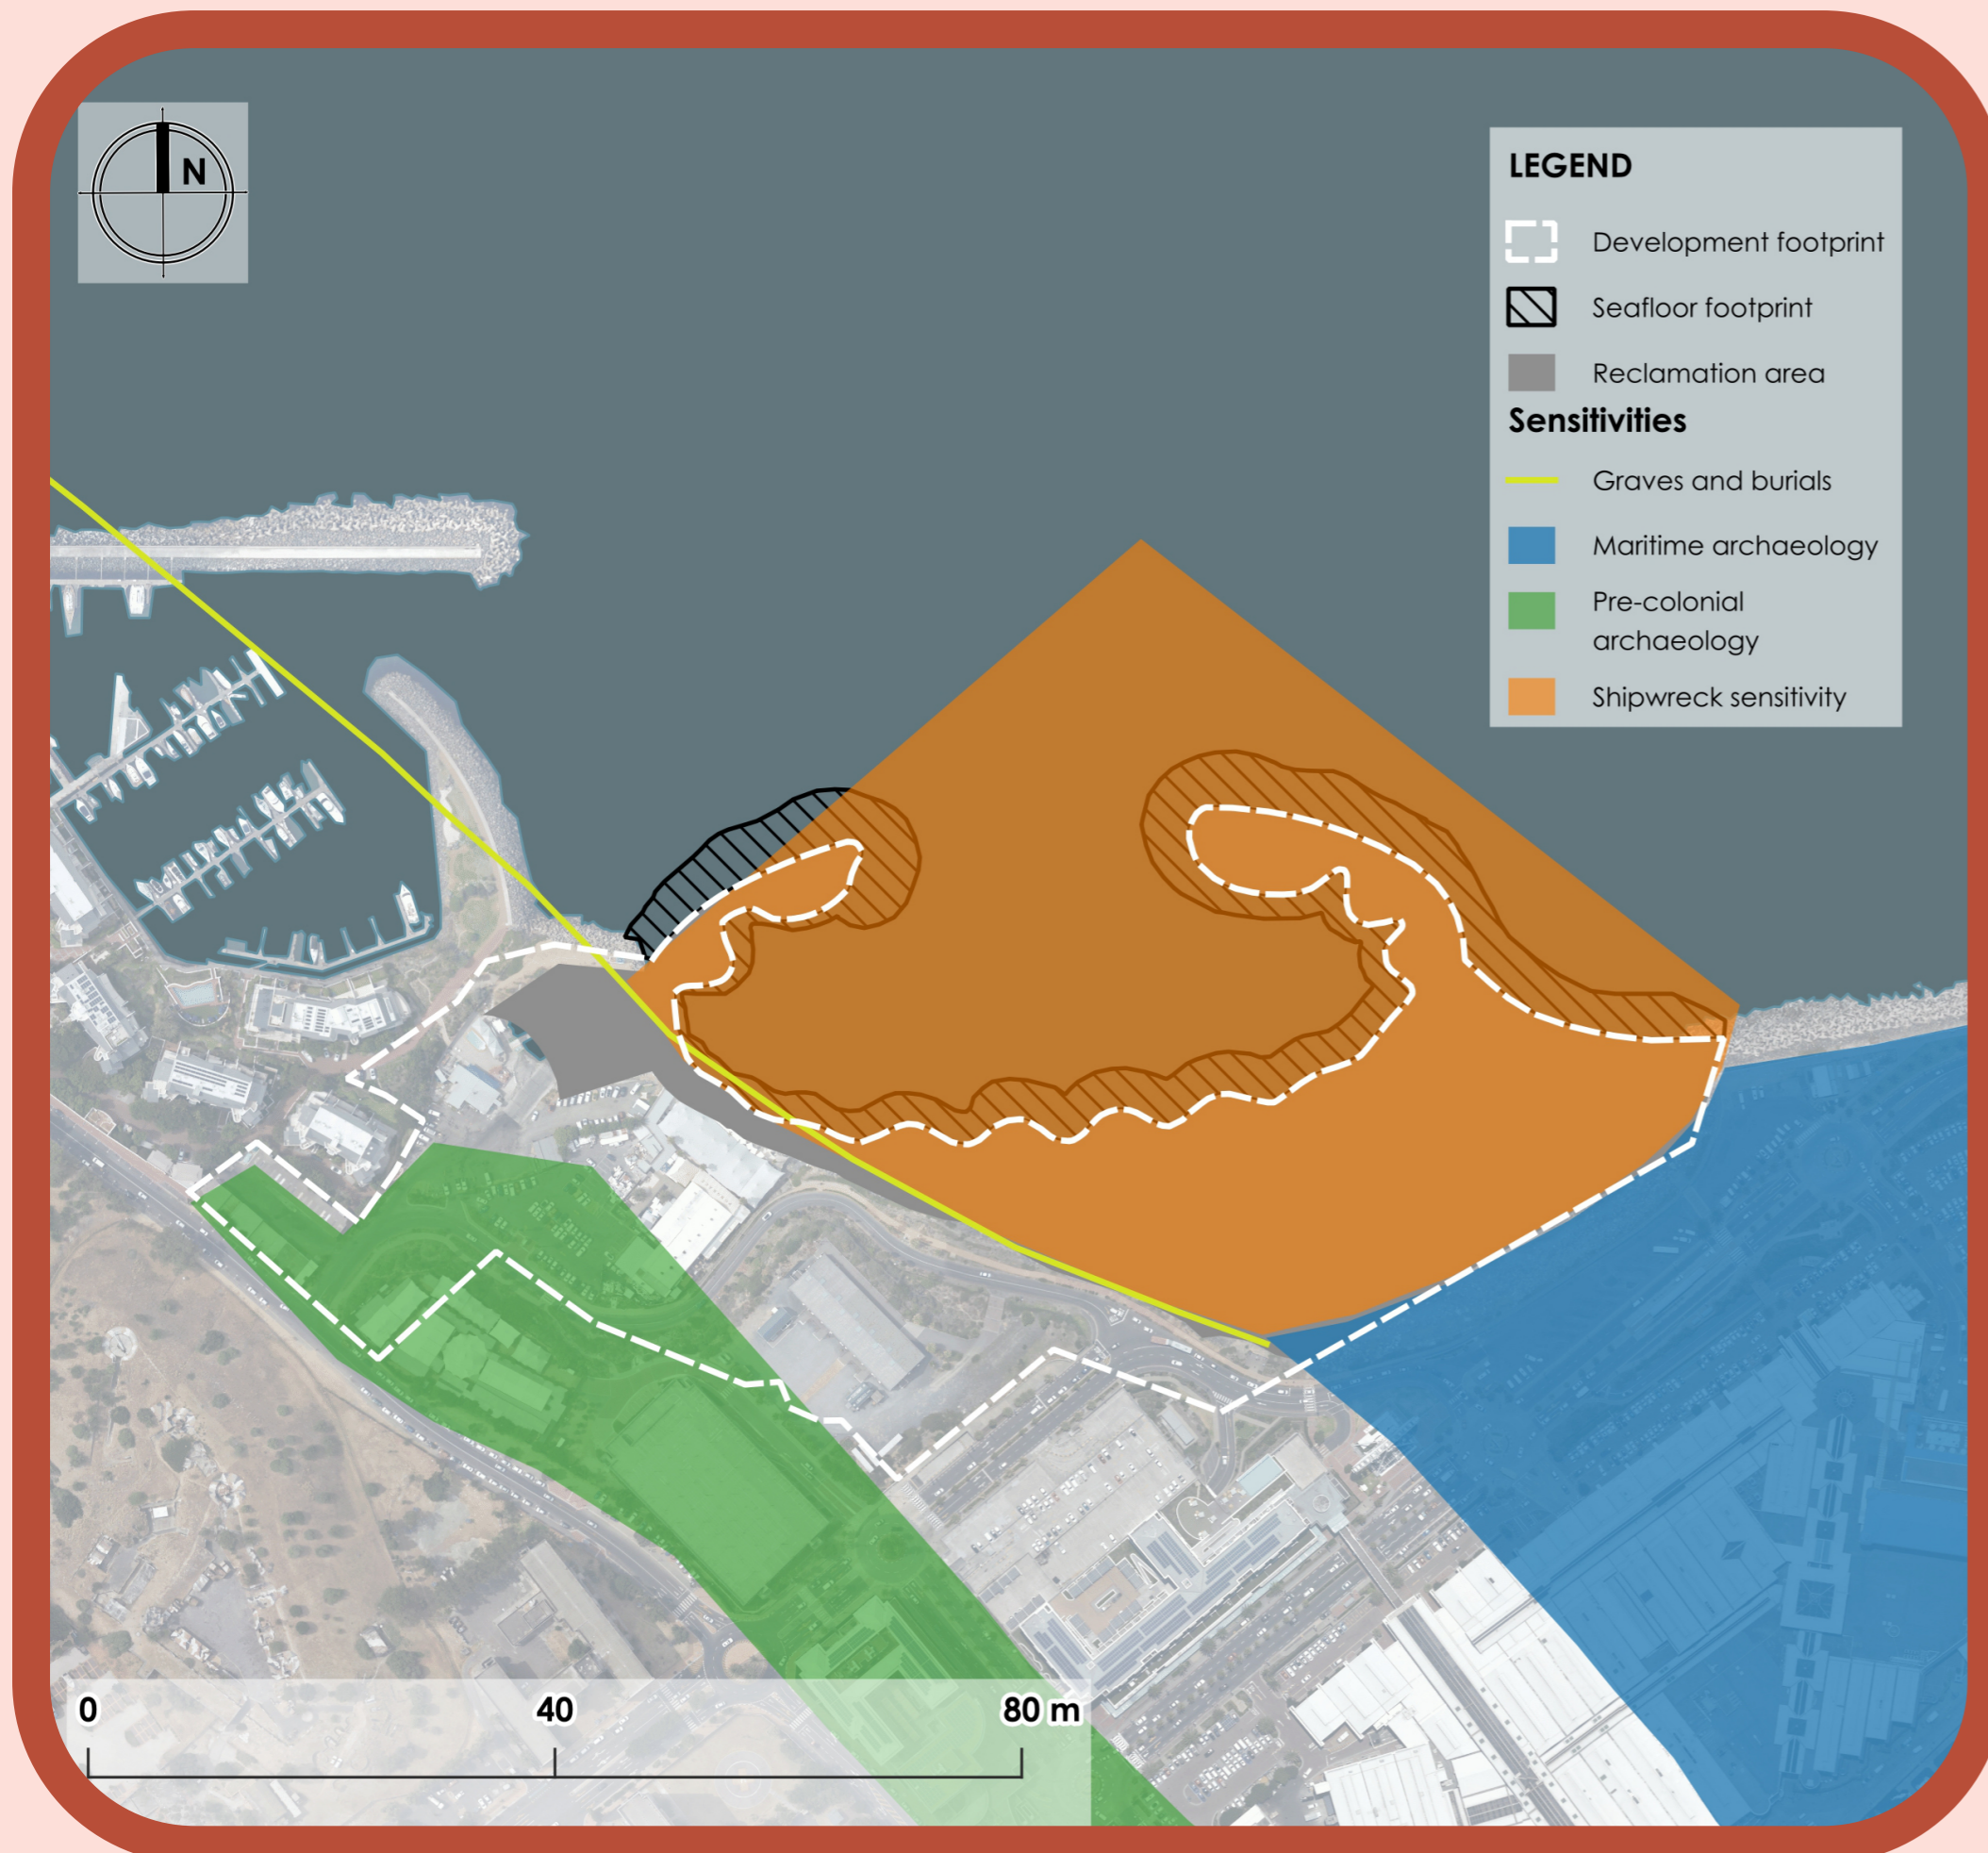 N
LEGEND
Development footprint
Seafloor footprint
Reclamation area
Sensitivities
Graves and burials
Maritime archaeology
Pre-colonial
archaeology
Shipwreck sensitivity
0 40 80 m